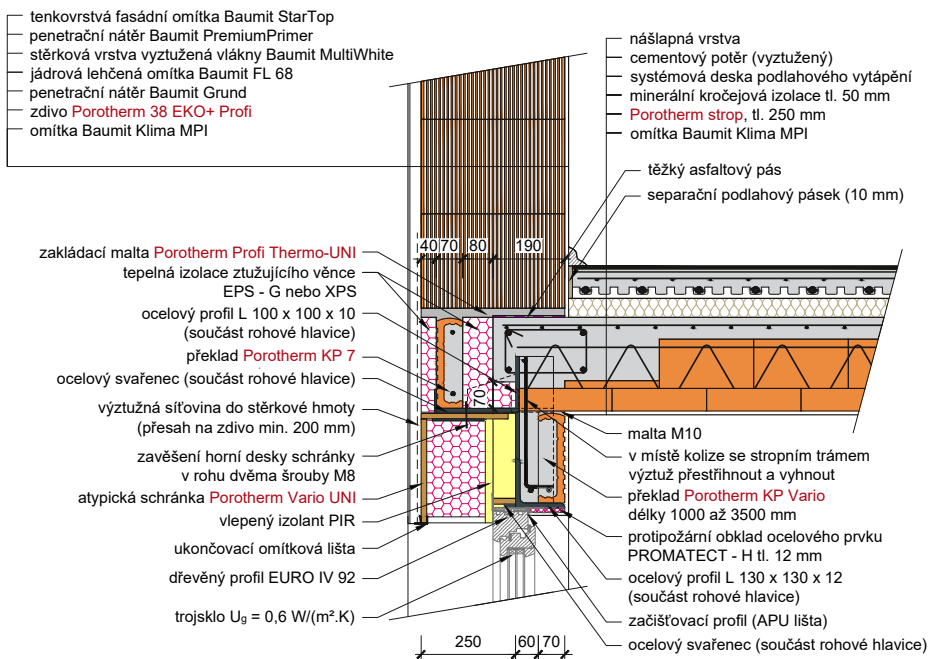 tenkovrstvá fasádní omítka Baumit StarTop
penetrační nátěr Baumit PremiumPrimer
stěrková vrstva vyztužená vlákny Baumit MultiWhite
jádrová lehčená omítka Baumit FL 68
penetrační nátěr Baumit Grund
zdivo Porotherm 38 EKO+ Profi
omítka Baumit Klima MPI
nášlapná vrstva
cementový potěr (vyztužený)
systémová deska podlahového vytápění
minerální kročejová izolace tl. 50 mm
Porotherm strop, tl. 250 mm
omítka Baumit Klima MPI
těžký asfaltový pás
separační podlahový pásek (10 mm)
40 70 80 190
zakládací malta Porotherm Profi Thermo-UNI
tepelná izolace ztužujícího věnce
EPS - G nebo XPS
ocelový profil L 100 x 100 x 10
(součást rohové hlavice)
překlad Porotherm KP 7
ocelový svařenec (součást rohové hlavice)
výztužná síťovina do stěrkové hmoty
(přesah na zdivo min. 200 mm)
zavěšení horní desky schránky
v rohu dvěma šrouby M8
atypická schránka Porotherm Vario UNI
vlepený izolant PIR
ukončovací omítková lišta
dřevěný profil EURO IV 92
trojsklo Ug = 0,6 W/(m².K)
70
malta M10
v místě kolize se stropním trámem
výztuž přestřihnout a vyhnout
překlad Porotherm KP Vario
délky 1000 až 3500 mm
protipožární obklad ocelového prvku
PROMATECT - H tl. 12 mm
ocelový profil L 130 x 130 x 12
(součást rohové hlavice)
začišťovací profil (APU lišta)
ocelový svařenec (součást rohové hlavice)
250 60 70